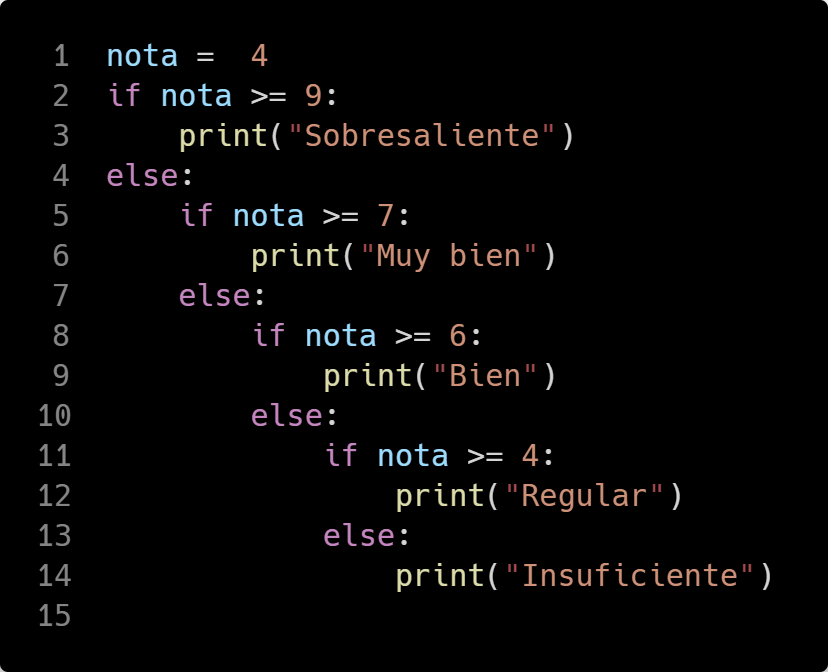 1 nota =  4
2 if nota >= 9:
3     print("Sobresaliente")
4 else:
5     if nota >= 7:
6         print("Muy bien")
7     else:
8         if nota >= 6:
9             print("Bien")
10         else:
11             if nota >= 4:
12                 print("Regular")
13             else:
14                 print("Insuficiente")
15